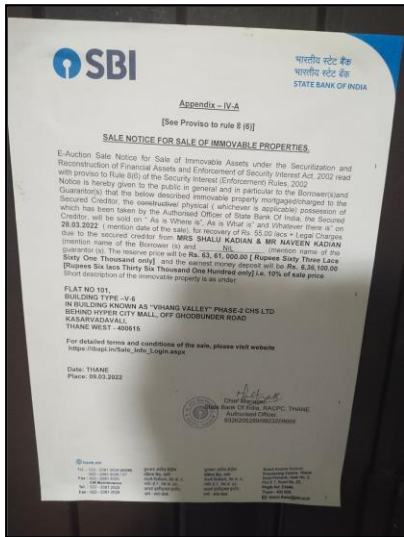 SBI
भारतीय स्टेट बैंक
भारतीय स्टेट बैंक
STATE BANK OF INDIA
Appendix – IV-A
[See Proviso to rule 8 (6)]
SALE NOTICE FOR SALE OF IMMOVABLE PROPERTIES.
E-Auction Sale Notice for Sale of Immovable Assets under the Securitization and
Reconstruction of Financial Assets and Enforcement of Security Interest Act, 2002 read
with proviso to Rule 8(6) of the Security Interest (Enforcement) Rules, 2002
Notice is hereby given to the public in general and in particular to the Borrower(s)and
Guarantor(s) that the below described immovable property mortgaged/charged to the
Secured Creditor, the constructive/ physical ( whichever is applicable) possession of
which has been taken by the Authorised Officer of State Bank Of India, the Secured
Creditor, will be sold on " As is Where is", As is What is" and Whatever there is" on
28.03.2022 ( mention date of the sale), for recovery of Rs. 55.00 lacs + Legal Charges
due to the secured creditor from MRS SHALU KADIAN & MR NAVEEN KADIAN
(mention name of the Borrower (s) and NIL (mention name of the
guarantor (s). The reserve price will be Rs. 63, 61, 000.00 [ Rupees Sixty Three Lacs
Sixty One Thousand only] and the earnest money deposit will be Rs. 6,36,100.00
[Rupees Six lacs Thirty Six Thousand One Hundred only] i.e. 10% of sale price
Short description of the immovable property is as under:
FLAT NO 101,
BUILDING TYPE –V-6
IN BUILDING KNOWN AS "VIHANG VALLEY" PHASE-2 CHS LTD
BEHIND HYPER CITY MALL, OFF GHODBUNDER ROAD
KASARVADAVALI,
THANE WEST - 400615
For detailed terms and conditions of the sale, please visit website
https://ibapi.in/Sale_Info_Login.aspx
Date: THANE
Place: 09.03.2022
Chief Manager
State Bank Of India, RACPC, THANE
Authorised Officer